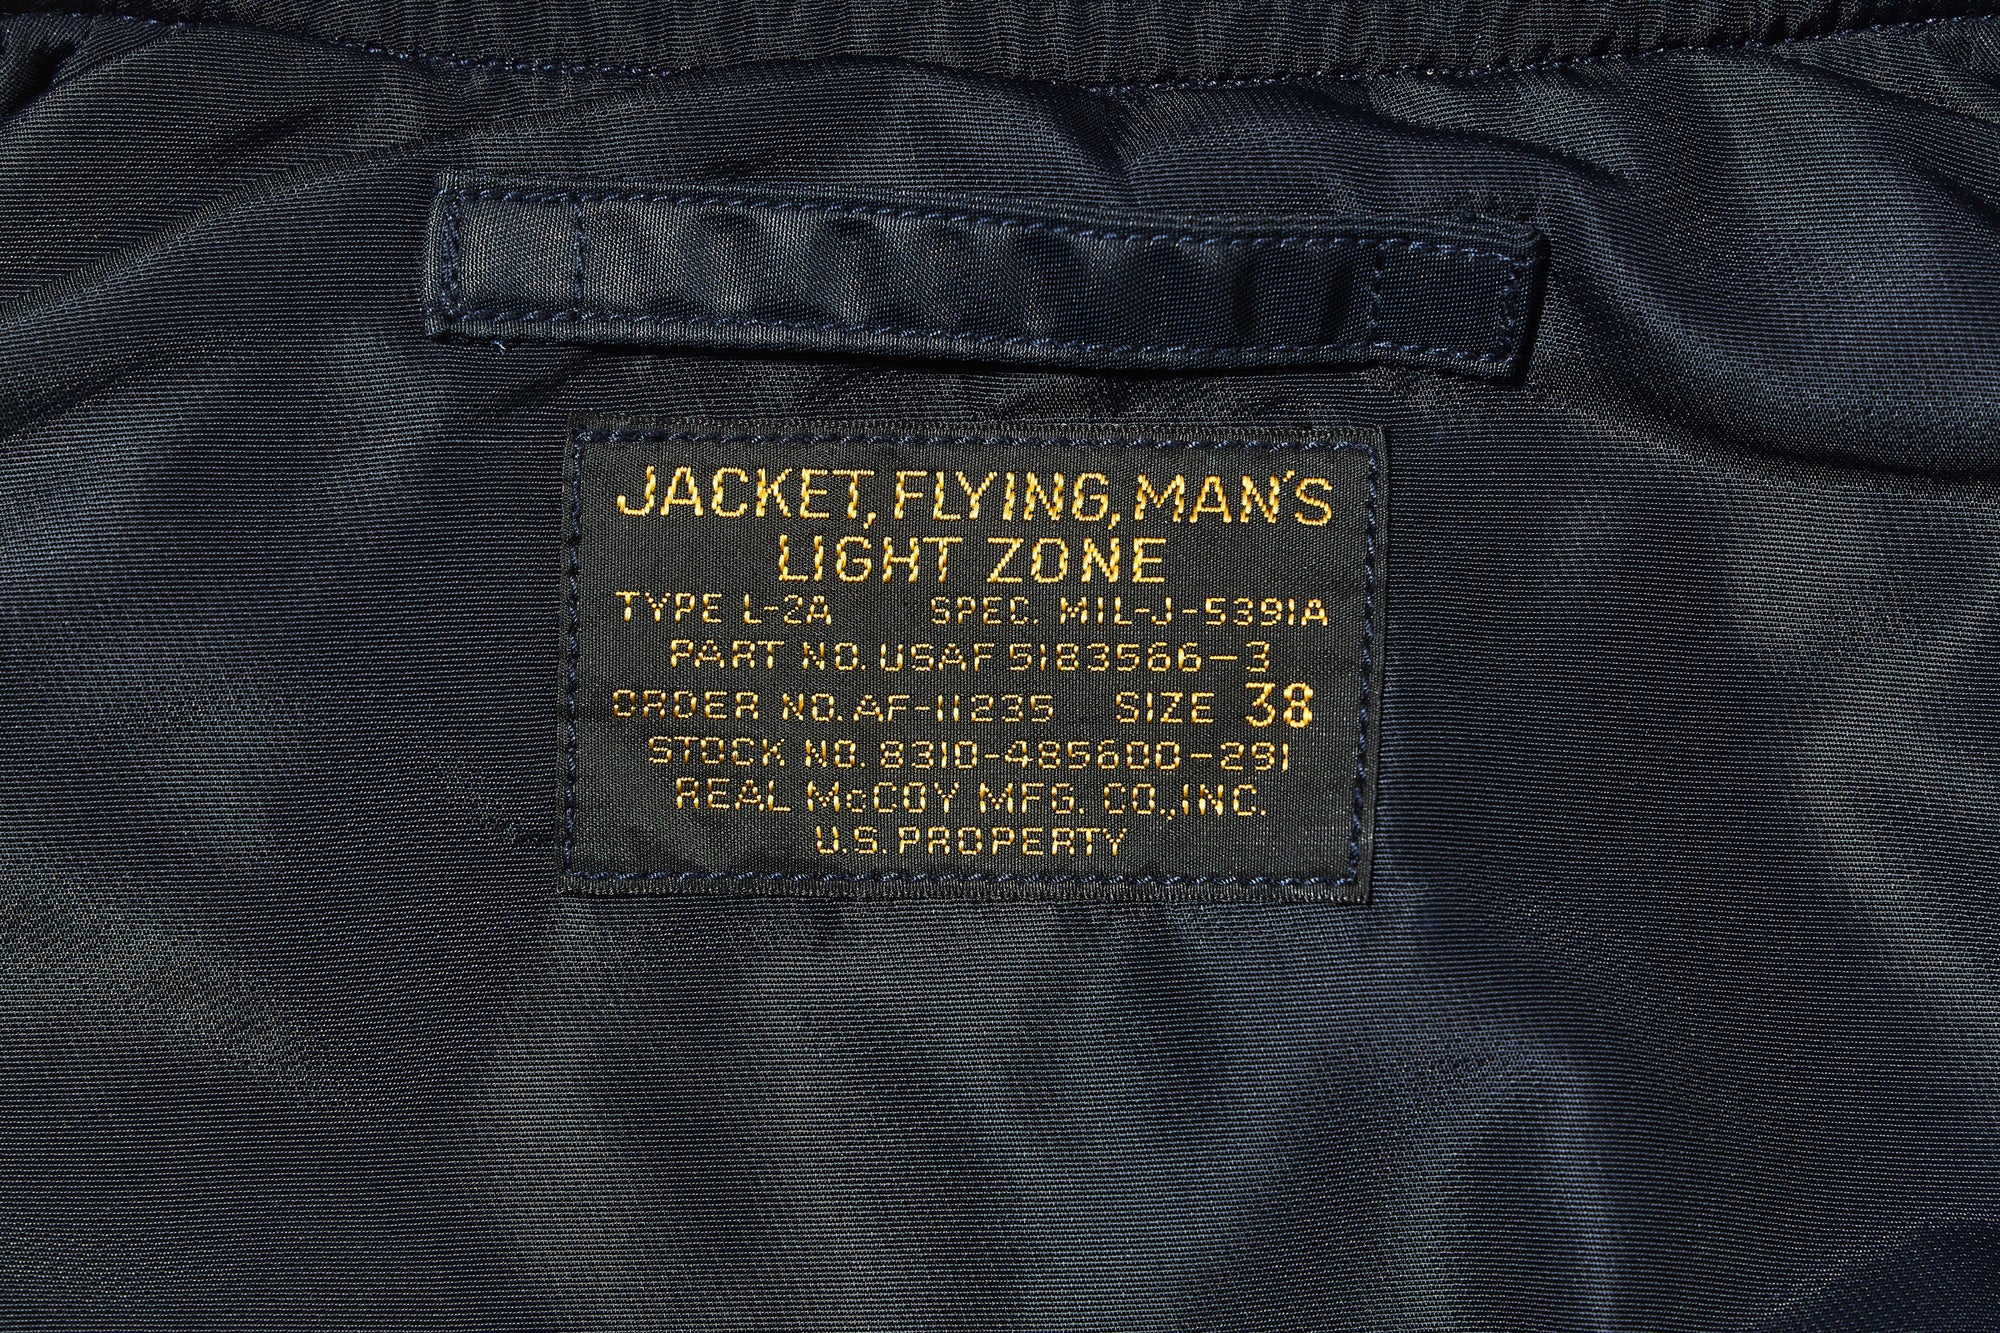 JACKET, FLYING, MAN'S
LIGHT ZONE
TYPE L-2A SPEC. MIL-J-5391A
PART NO. USAF 5183566-3
ORDER NO. AF-11235 SIZE 38
STOCK NO. 8310-485600-291
REAL McCOY MFG. CO., INC.
U.S. PROPERTY